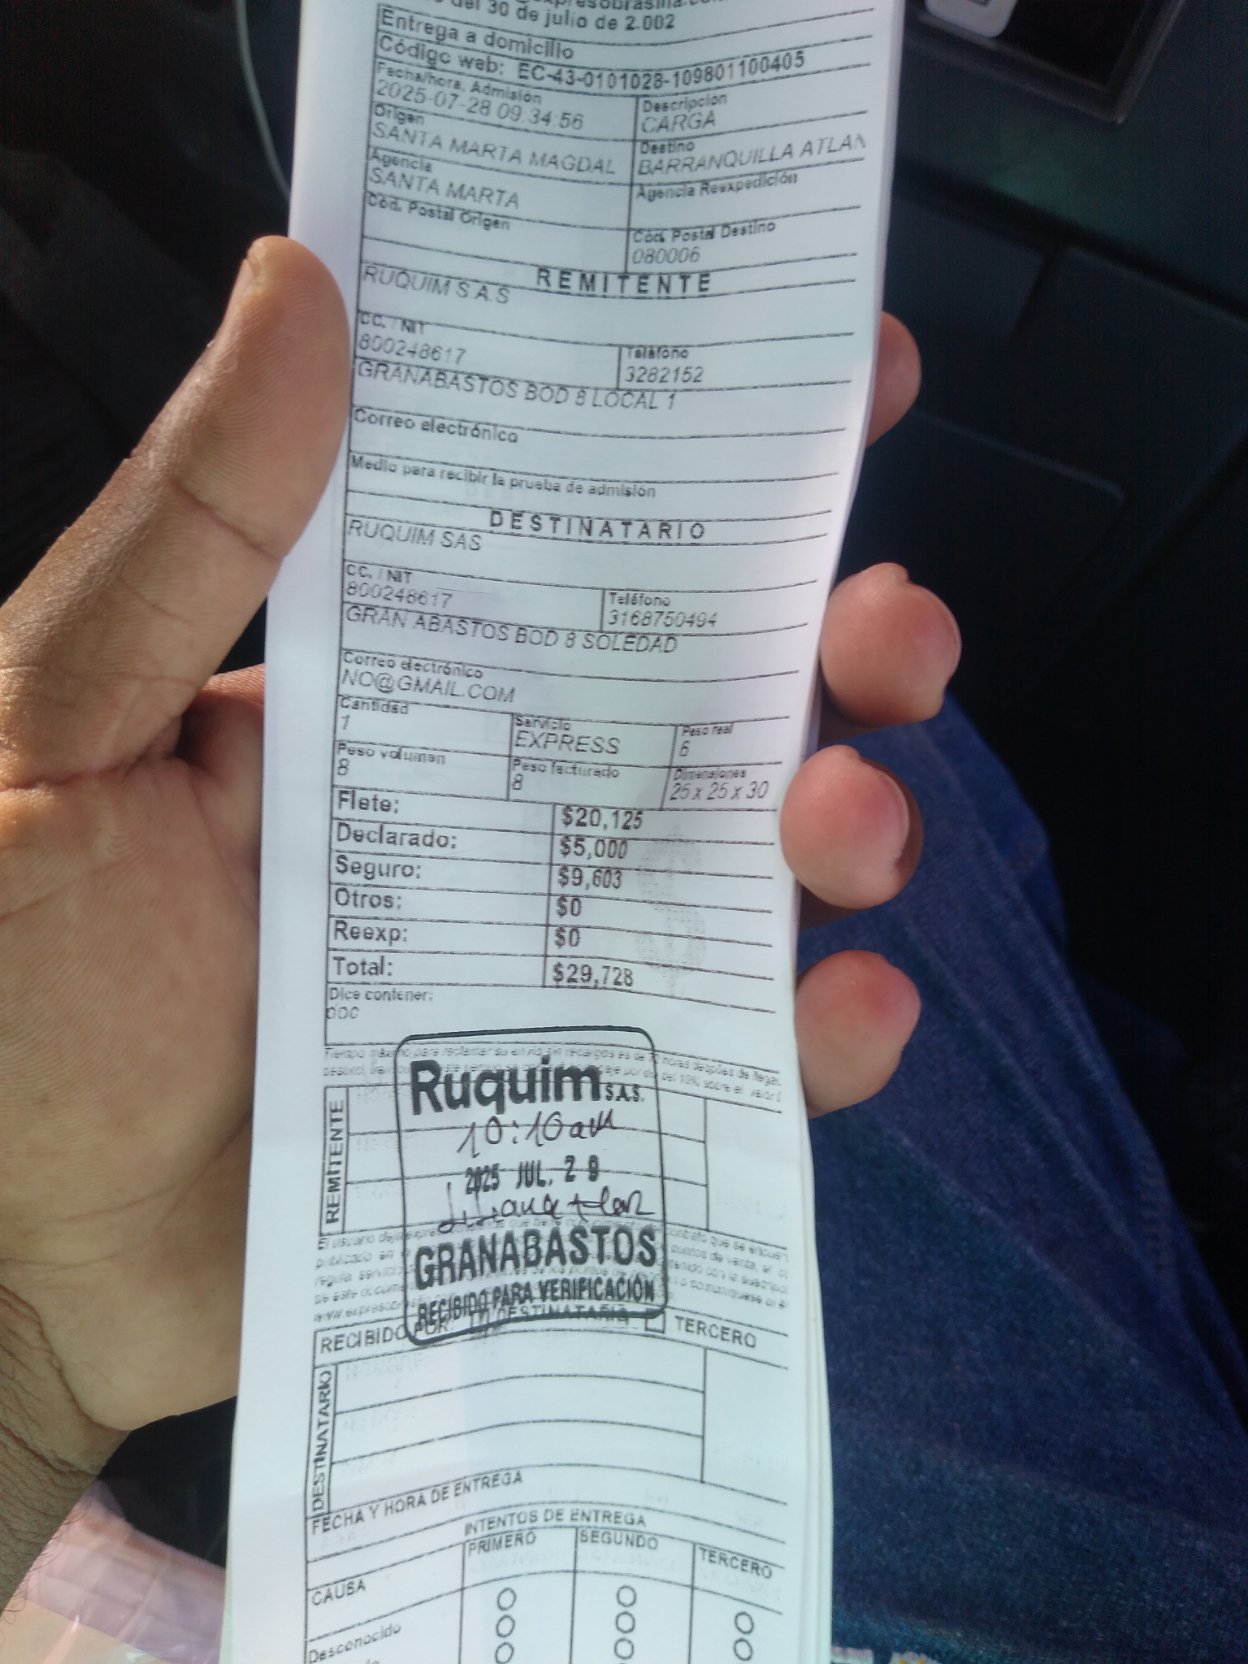 del 30 de julio de 2.002
Entrega a domicilio
Código web: EC-43-0101028-109801100405
Fecha/hora. Admisión
2025-07-28 09:34:56
Descripción
CARGA
Origen
SANTA MARTA MAGDAL
Destino
BARRANQUILLA ATLAN
Agencia
SANTA MARTA
Agencia Reexpedición
Cód. Postal Origen
Cód. Postal Destino
080006
REMITENTE
RUQUIM S.A.S
CC. / NIT
800248617
Teléfono
3282152
GRANABASTOS BOD 8 LOCAL 1
Correo electrónico
Medio para recibir la prueba de admisión
DESTINATARIO
RUQUIM SAS
CC. / NIT
800248617
Teléfono
3168750494
GRAN ABASTOS BOD 8 SOLEDAD
Correo electrónico
NO@GMAIL.COM
Cantidad
1
Servicio
EXPRESS
Peso real
6
Peso volumen
8
Peso facturado
8
Dimensiones
25 x 25 x 30
Flete: $20,125
Declarado: $5,000
Seguro: $9,603
Otros: $0
Reexp: $0
Total: $29,728
Dice contener:
doc
REMITENTE
Ruquim S.A.S.
10:10 am
2025 JUL. 29
GRANABASTOS
RECIBIDO PARA VERIFICACIÓN
RECIBIDO POR: DESTINATARIO TERCERO
DESTINATARIO
FECHA Y HORA DE ENTREGA
INTENTOS DE ENTREGA
CAUSA PRIMERO SEGUNDO TERCERO
Desconocido